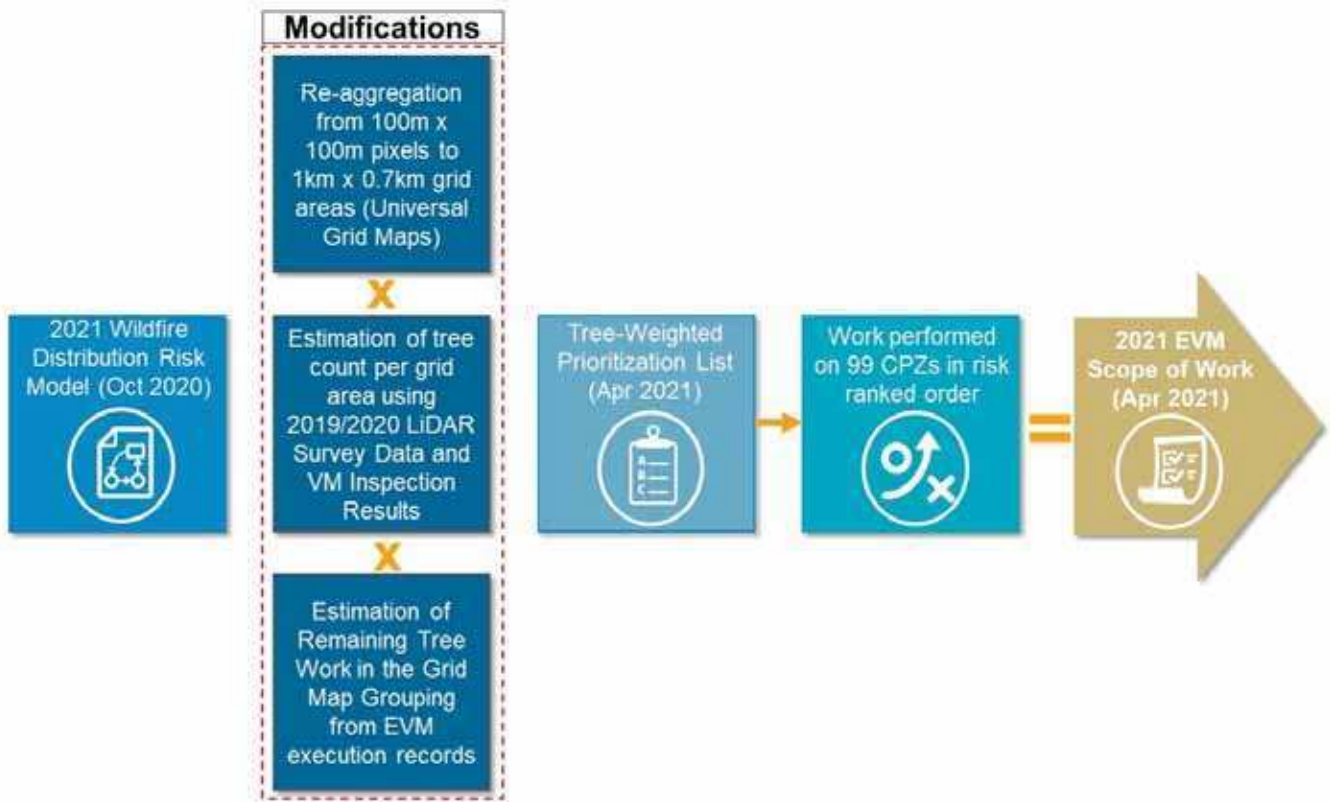 Modifications
Re-aggregation
from 100m x
100m pixels to
1km x 0.7km grid
areas (Universal
Grid Maps)
X
2021 Wildfire
Distribution Risk
Model (Oct 2020)
Estimation of tree
count per grid
area using
2019/2020 LiDAR
Survey Data and
VM Inspection
Results
X
Estimation of
Remaining Tree
Work in the Grid
Map Grouping
from EVM
execution records
Tree-Weighted
Prioritization List
(Apr 2021)
A
B
C
Work performed
on 99 CPZs in risk
ranked order
=
2021 EVM
Scope of Work
(Apr 2021)